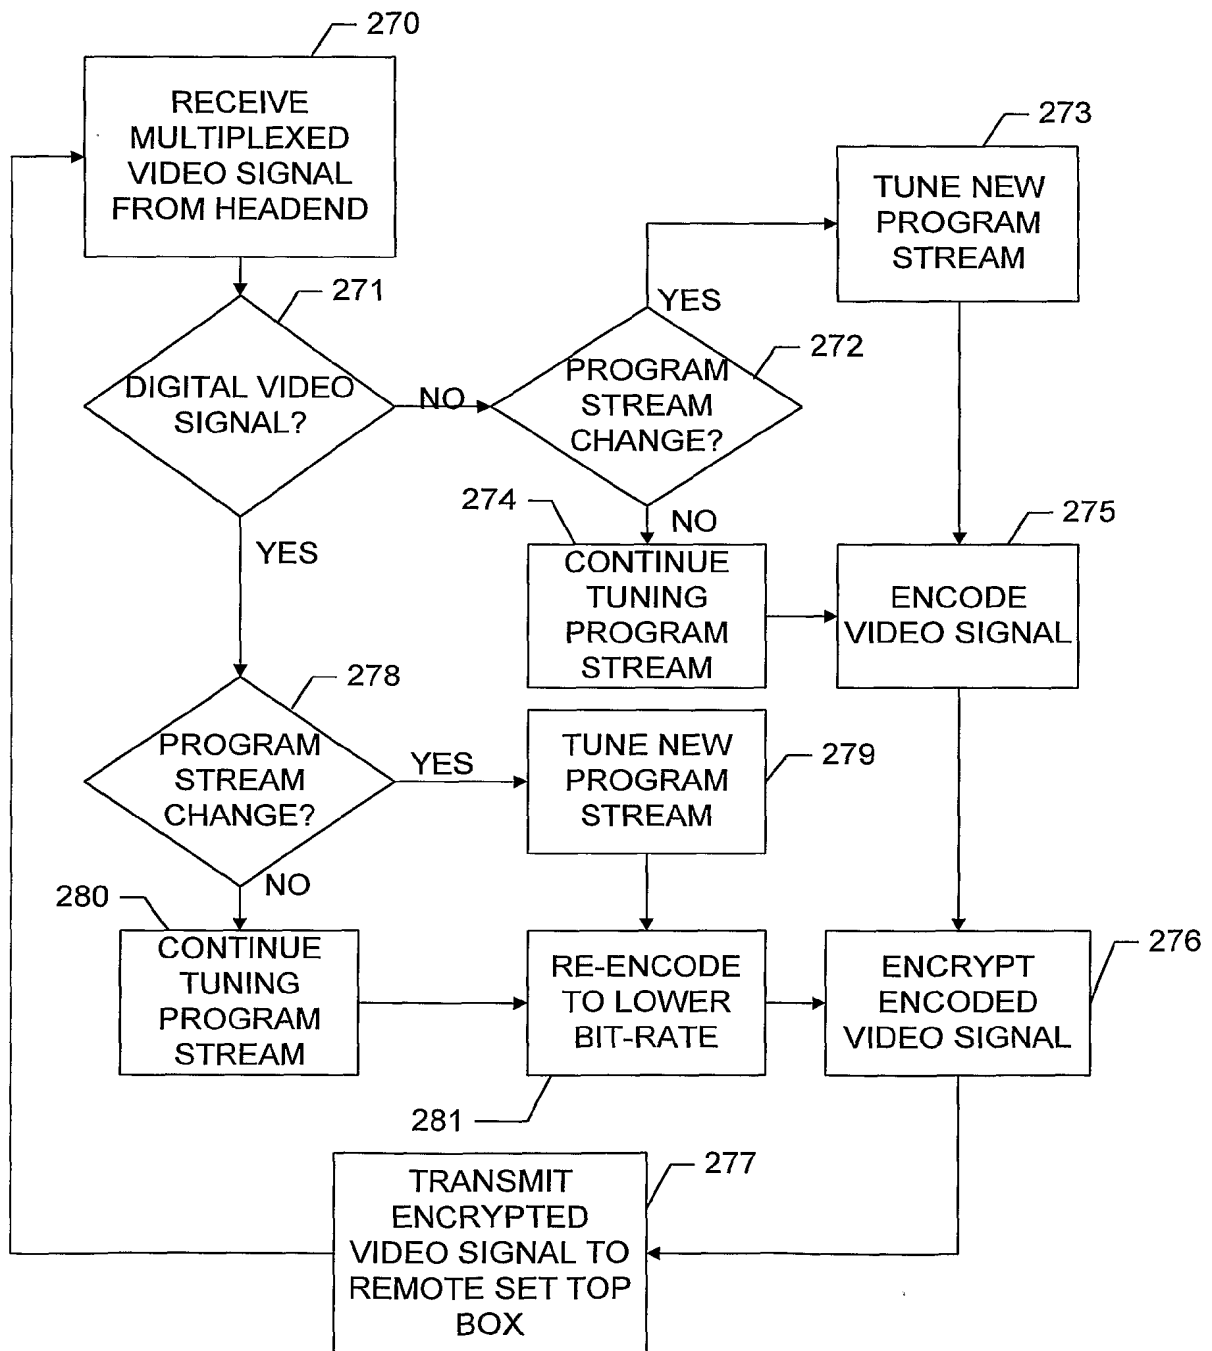 270
RECEIVE
MULTIPLEXED
VIDEO SIGNAL
FROM HEADEND
271
DIGITAL VIDEO
SIGNAL?
NO
YES
272
PROGRAM
STREAM
CHANGE?
YES
NO
273
TUNE NEW
PROGRAM
STREAM
274
CONTINUE
TUNING
PROGRAM
STREAM
275
ENCODE
VIDEO SIGNAL
278
PROGRAM
STREAM
CHANGE?
YES
NO
279
TUNE NEW
PROGRAM
STREAM
280
CONTINUE
TUNING
PROGRAM
STREAM
281
RE-ENCODE
TO LOWER
BIT-RATE
276
ENCRYPT
ENCODED
VIDEO SIGNAL
277
TRANSMIT
ENCRYPTED
VIDEO SIGNAL TO
REMOTE SET TOP
BOX